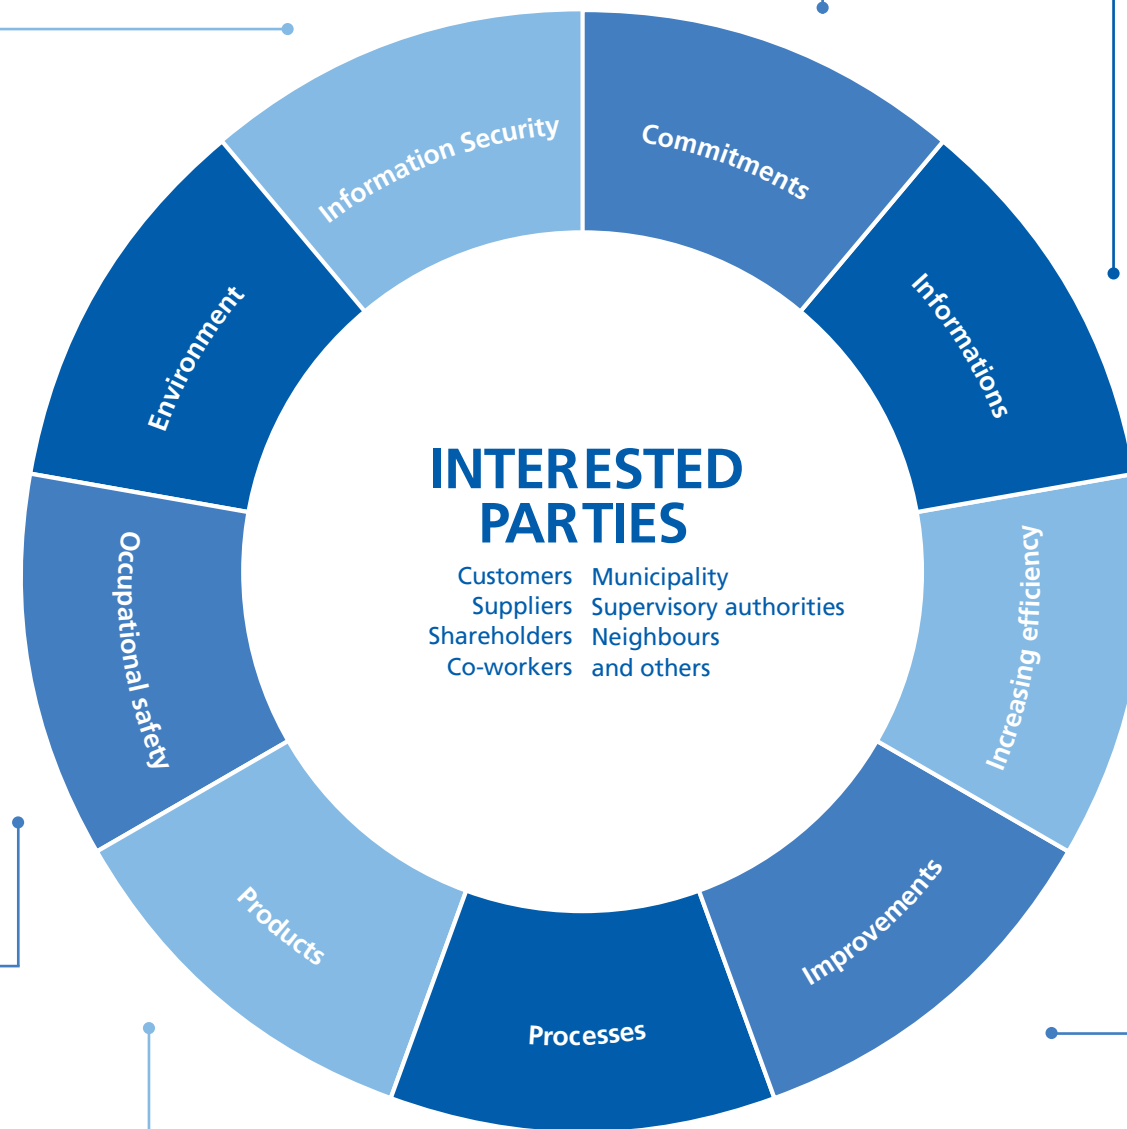 Information Security
Commitments
Informations
Increasing efficiency
Improvements
Processes
Products
Occupational safety
Environment
INTERESTED
PARTIES
Customers Municipality
Suppliers Supervisory authorities
Shareholders Neighbours
Co-workers and others